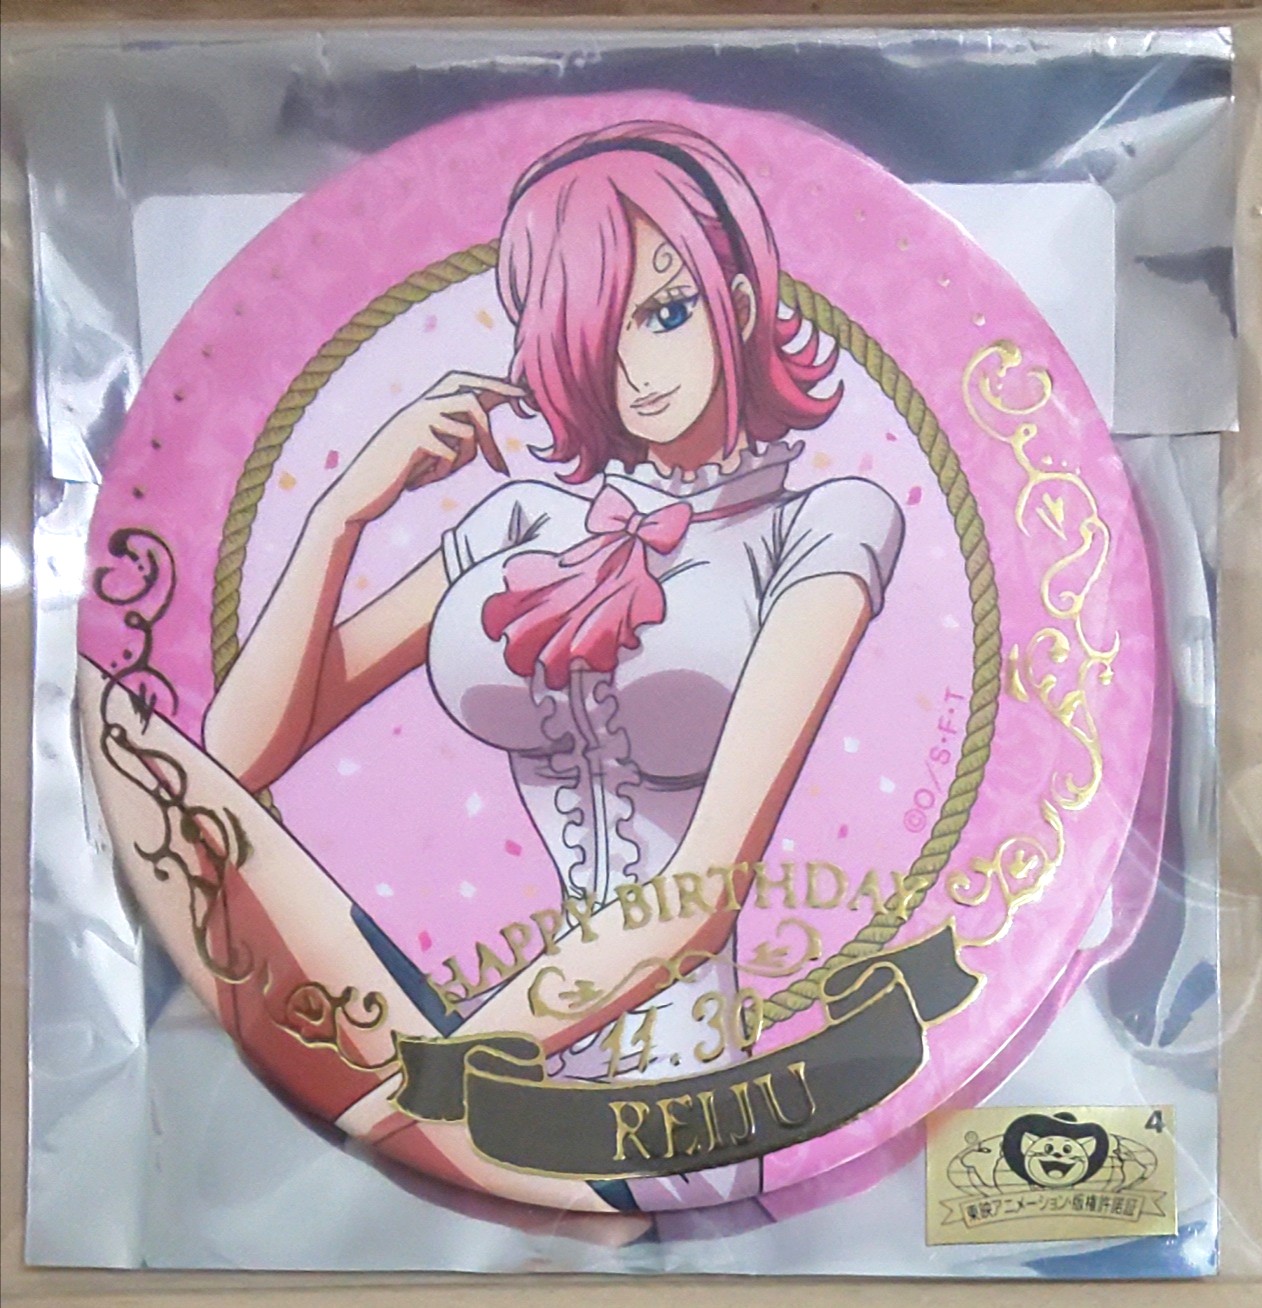 ©O/S・F・T
HAPPY BIRTHDAY
11.30
REIJU
4
東映アニメーション・版権許諾証